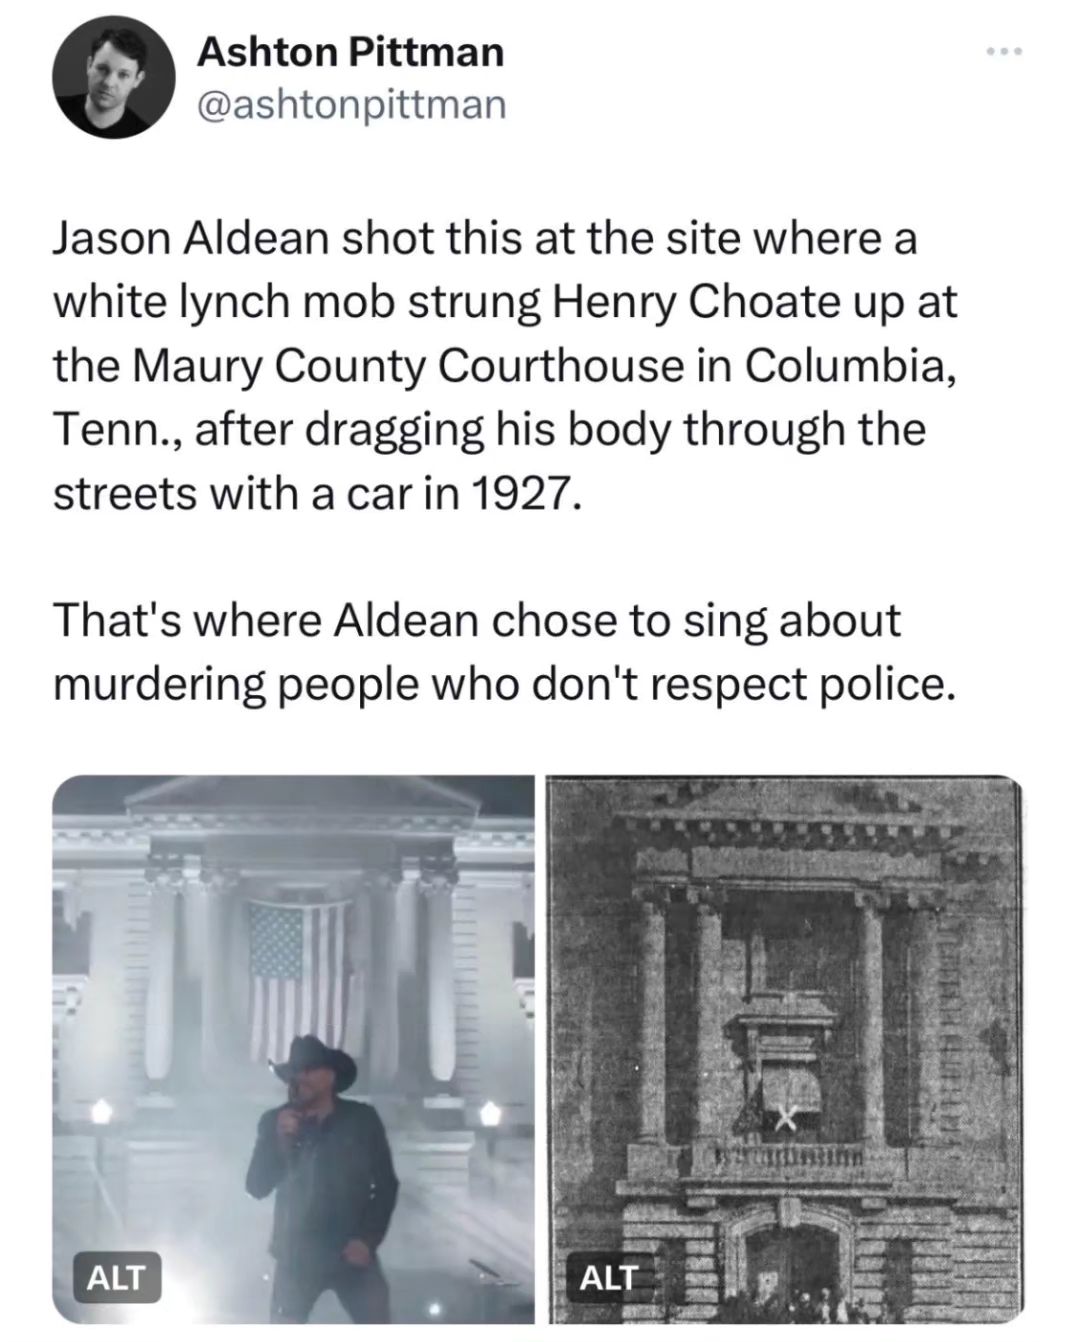 Ashton Pittman
@ashtonpittman
Jason Aldean shot this at the site where a
white lynch mob strung Henry Choate up at
the Maury County Courthouse in Columbia,
Tenn., after dragging his body through the
streets with a car in 1927.
That's where Aldean chose to sing about
murdering people who don't respect police.
X
ALT
ALT